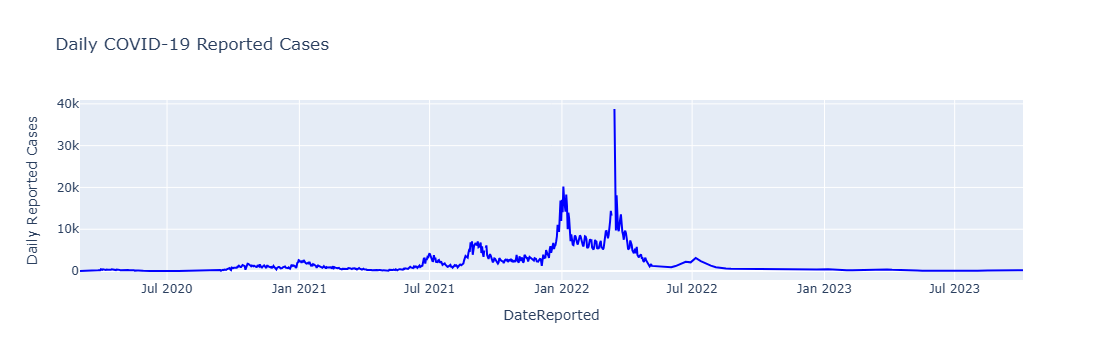 Daily COVID-19 Reported Cases
Daily Reported Cases
40k
30k
20k
10k
0
Jul 2020 Jan 2021 Jul 2021 Jan 2022 Jul 2022 Jan 2023 Jul 2023
DateReported